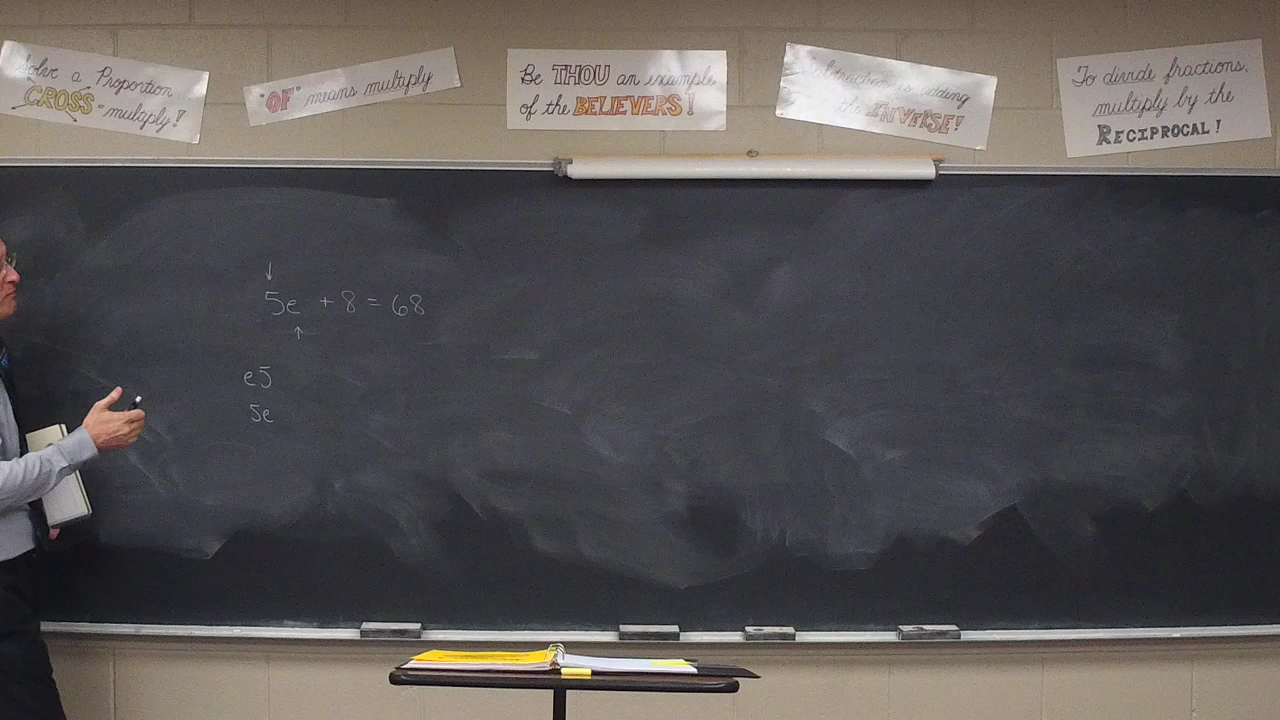 Solve a Proportion
"CROSS"-multiply!
"OF" means multiply
Be THOU an example
of the BELIEVERS!
Subtraction is adding
the INVERSE!
To divide fractions,
multiply by the
RECIPROCAL!
↓
5e + 8 = 68
↑
e5
5e